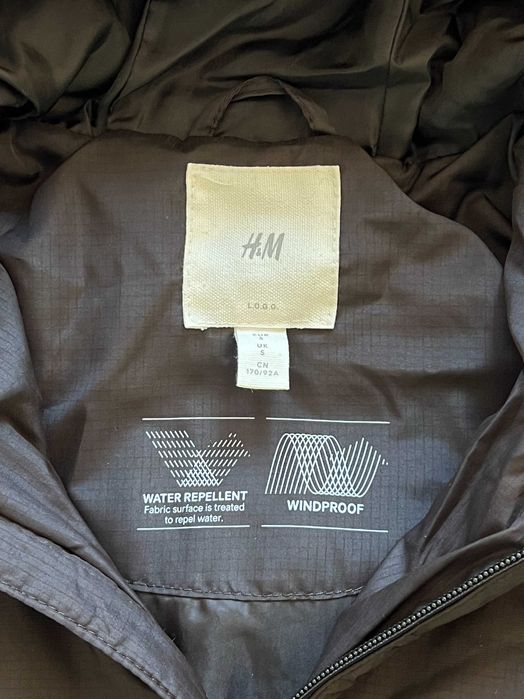 H&M
L.O.G.G.
UK
S
CN
170/92A
WATER REPELLENT
Fabric surface is treated
to repel water.
WINDPROOF